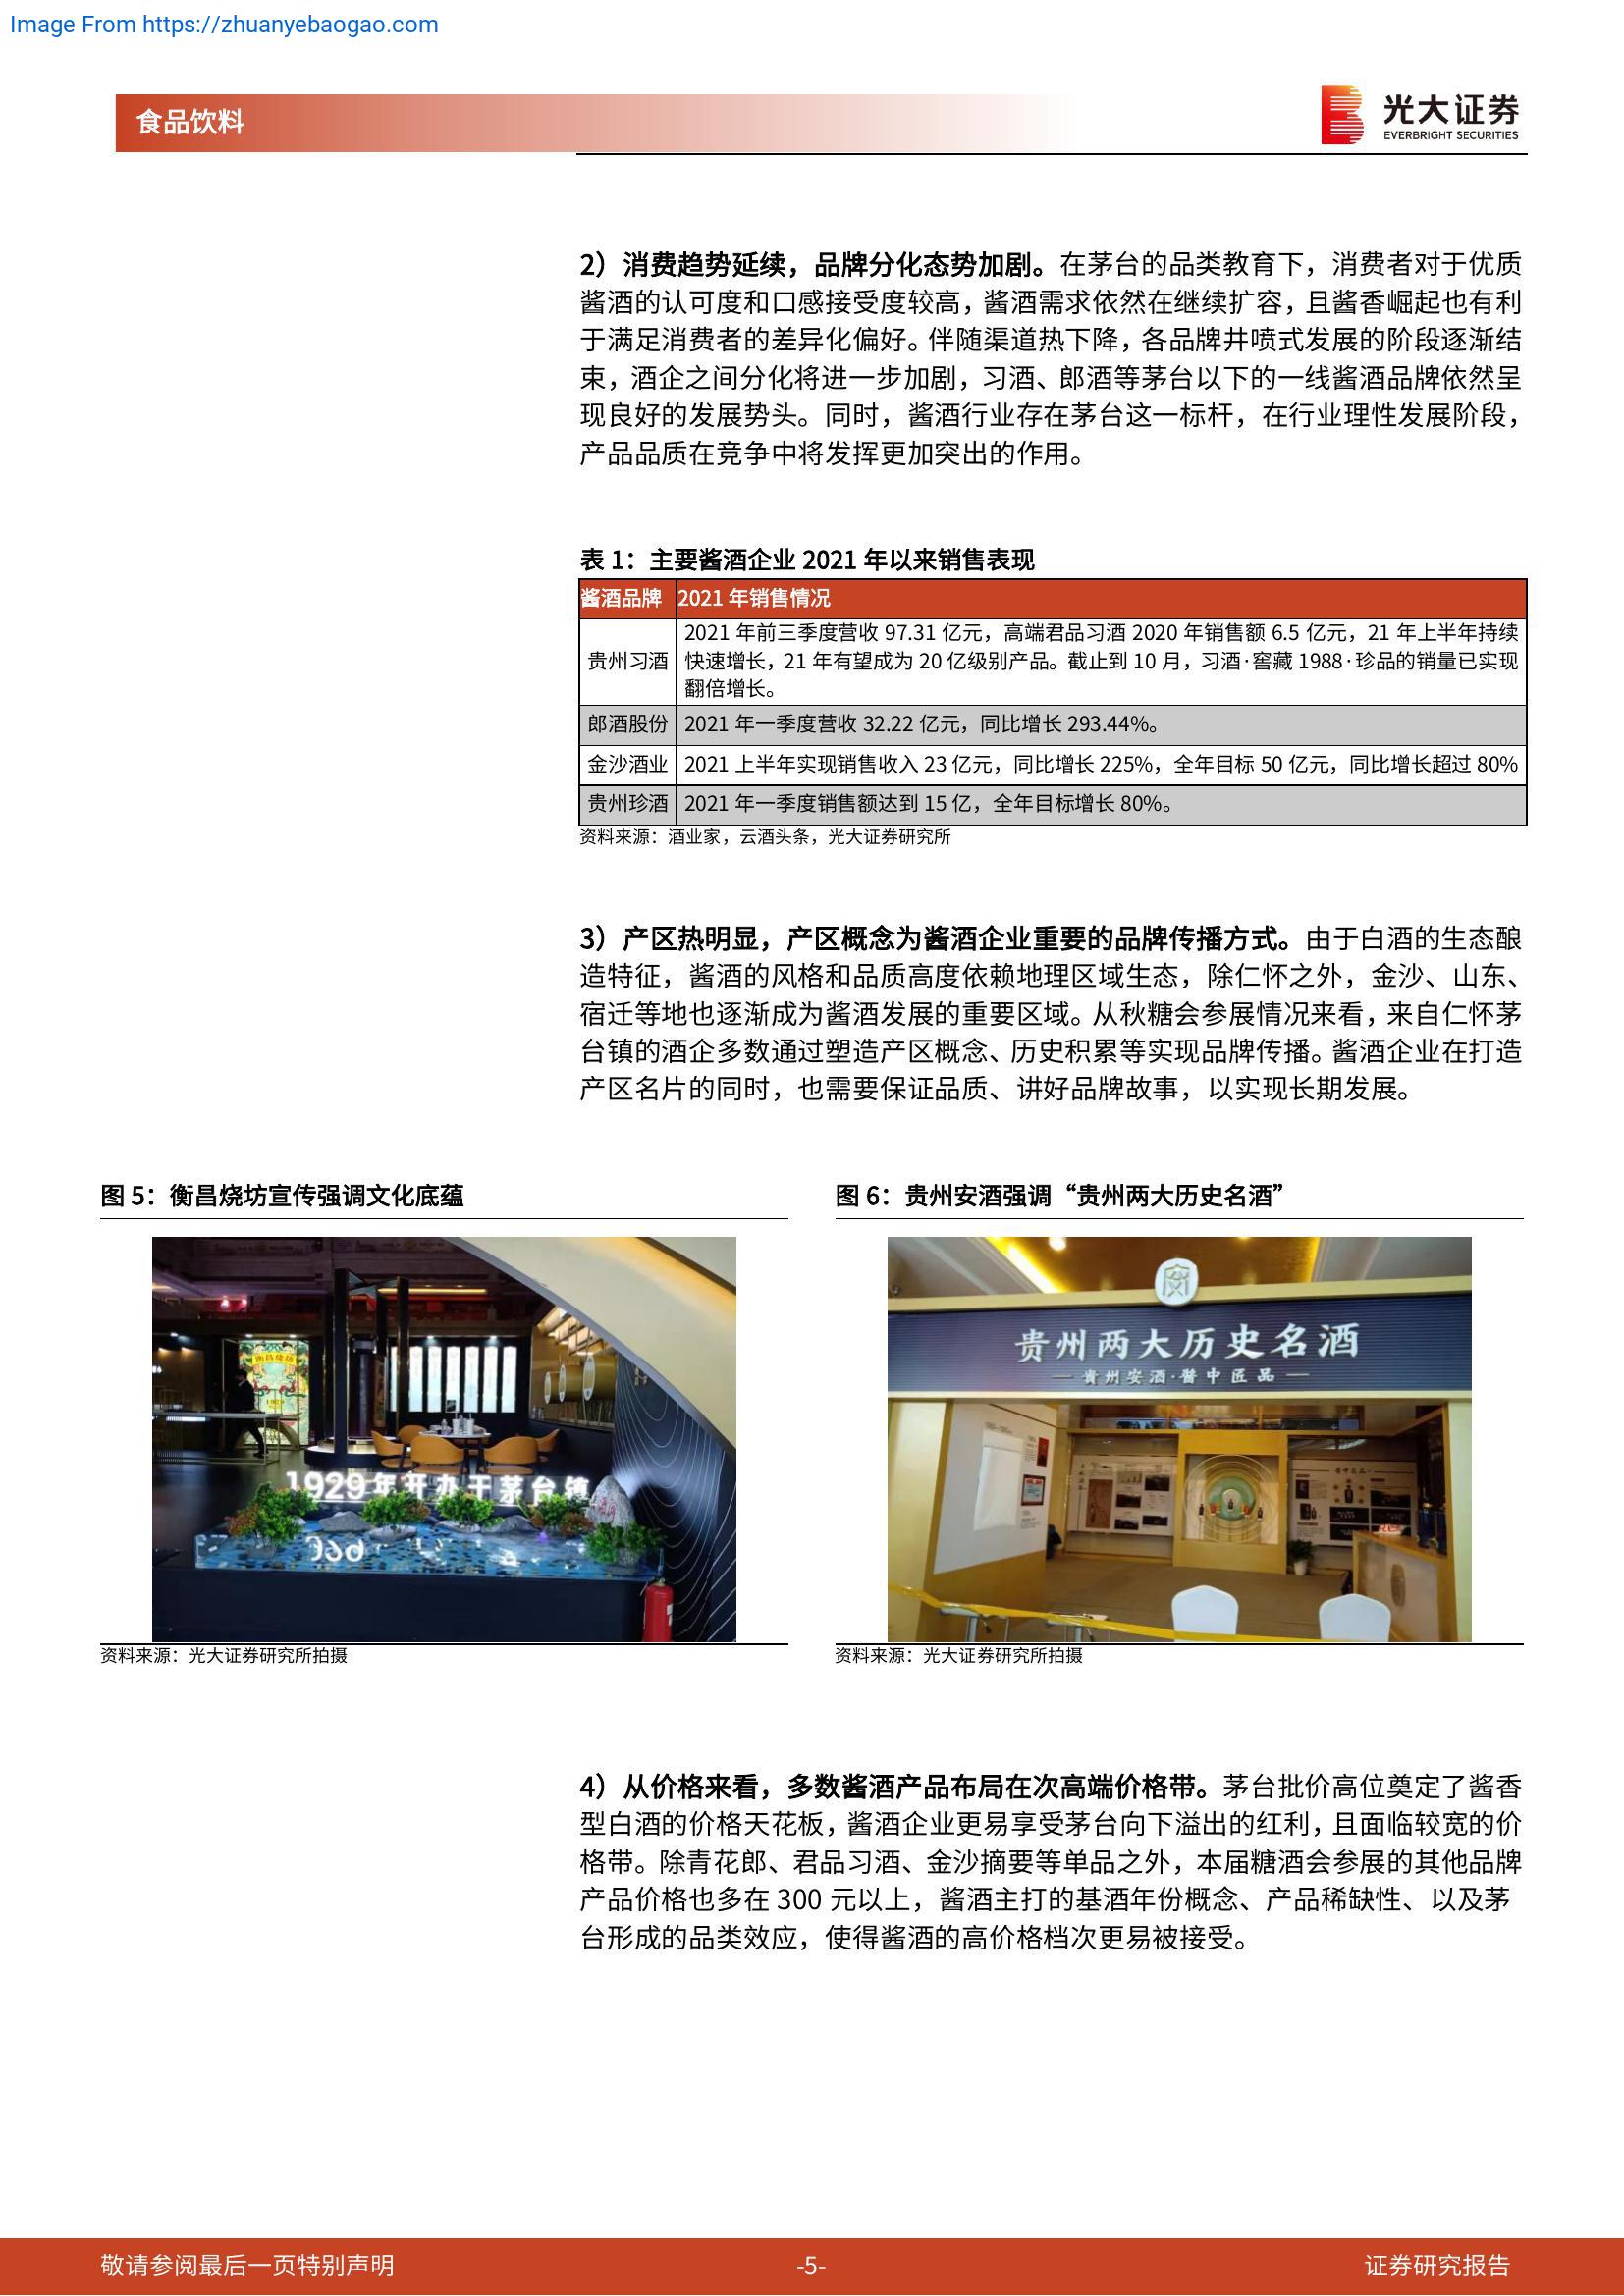 Image From https://zhuanyebaogao.com
食品饮料
光大证券
EVERBRIGHT SECURITIES
2）消费趋势延续，品牌分化态势加剧。在茅台的品类教育下，消费者对于优质
酱酒的认可度和口感接受度较高，酱酒需求依然在继续扩容，且酱香崛起也有利
于满足消费者的差异化偏好。伴随渠道热下降，各品牌井喷式发展的阶段逐渐结
束，酒企之间分化将进一步加剧，习酒、郎酒等茅台以下的一线酱酒品牌依然呈
现良好的发展势头。同时，酱酒行业存在茅台这一标杆，在行业理性发展阶段，
产品品质在竞争中将发挥更加突出的作用。
表 1：主要酱酒企业 2021 年以来销售表现
酱酒品牌 2021 年销售情况
2021 年前三季度营收 97.31 亿元，高端君品习酒 2020 年销售额 6.5 亿元，21 年上半年持续
贵州习酒 快速增长，21 年有望成为 20 亿级别产品。截止到 10 月，习酒·窖藏 1988·珍品的销量已实现
翻倍增长。
郎酒股份 2021 年一季度营收 32.22 亿元，同比增长 293.44%。
金沙酒业 2021 上半年实现销售收入 23 亿元，同比增长 225%，全年目标 50 亿元，同比增长超过 80%
贵州珍酒 2021 年一季度销售额达到 15 亿，全年目标增长 80%。
资料来源：酒业家，云酒头条，光大证券研究所
3）产区热明显，产区概念为酱酒企业重要的品牌传播方式。由于白酒的生态酿
造特征，酱酒的风格和品质高度依赖地理区域生态，除仁怀之外，金沙、山东、
宿迁等地也逐渐成为酱酒发展的重要区域。从秋糖会参展情况来看，来自仁怀茅
台镇的酒企多数通过塑造产区概念、历史积累等实现品牌传播。酱酒企业在打造
产区名片的同时，也需要保证品质、讲好品牌故事，以实现长期发展。
图 5：衡昌烧坊宣传强调文化底蕴
衡昌烧坊
1929
1929年开办于茅台镇
资料来源：光大证券研究所拍摄
图 6：贵州安酒强调“贵州两大历史名酒”
贵州两大历史名酒
贵州安酒·酱中匠品
资料来源：光大证券研究所拍摄
4）从价格来看，多数酱酒产品布局在次高端价格带。茅台批价高位奠定了酱香
型白酒的价格天花板，酱酒企业更易享受茅台向下溢出的红利，且面临较宽的价
格带。除青花郎、君品习酒、金沙摘要等单品之外，本届糖酒会参展的其他品牌
产品价格也多在 300 元以上，酱酒主打的基酒年份概念、产品稀缺性、以及茅
台形成的品类效应，使得酱酒的高价格档次更易被接受。
敬请参阅最后一页特别声明
-5-
证券研究报告